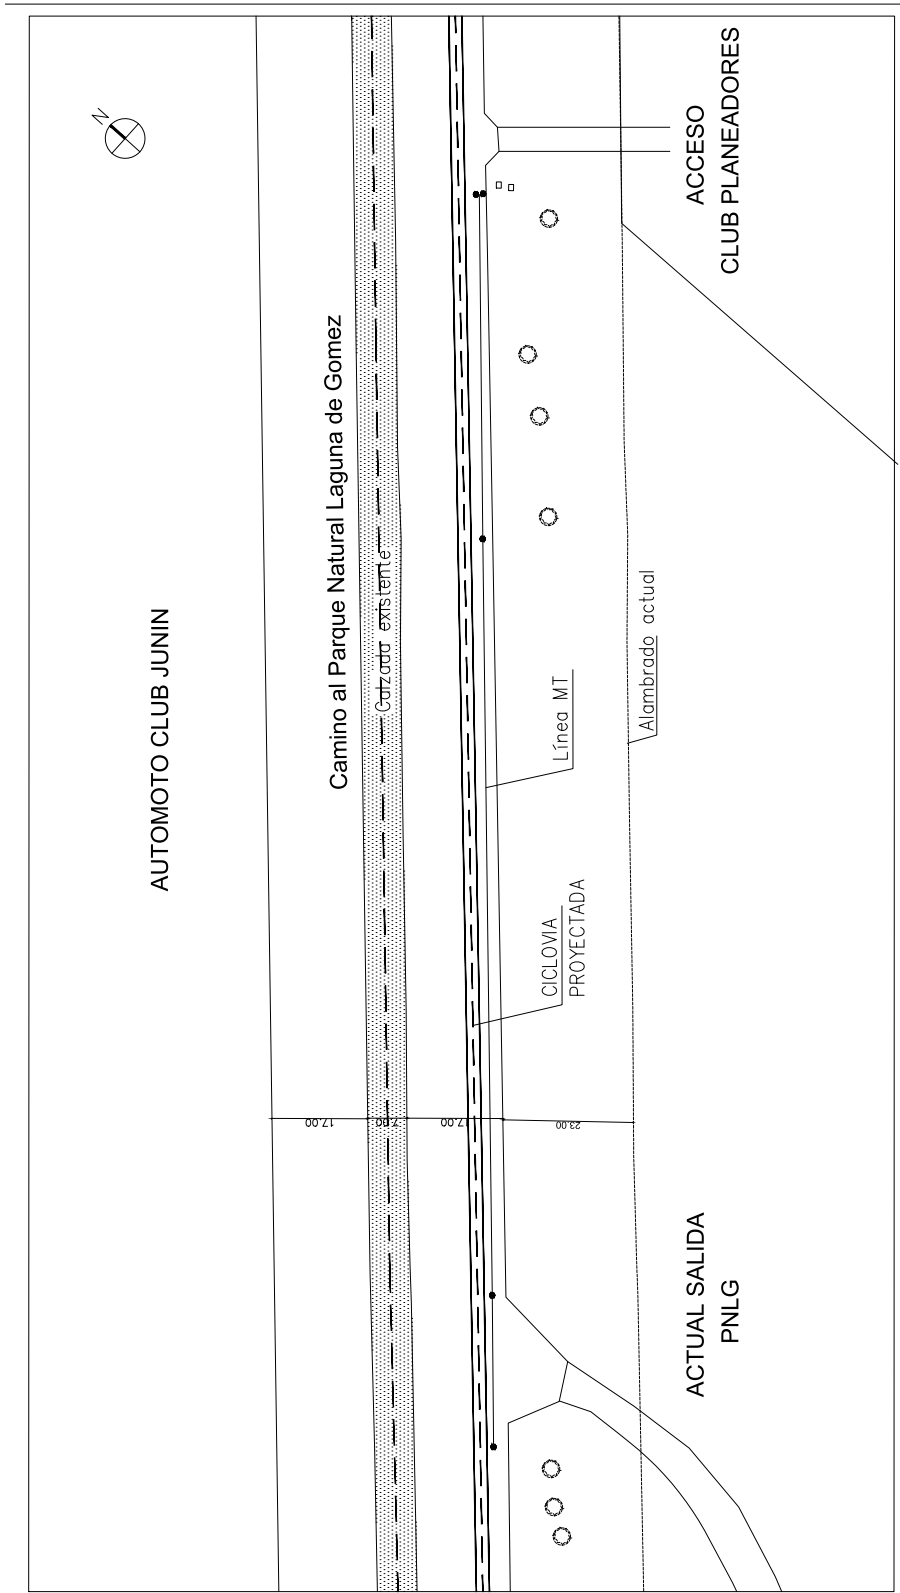 N
ACCESO
CLUB PLANEADORES
Camino al Parque Natural Laguna de Gomez
Calzada existente
AUTOMOTO CLUB JUNIN
Línea MT
Alambrado actual
CICLOVIA
PROYECTADA
17.00
7.00
17.00
23.00
ACTUAL SALIDA
PNLG